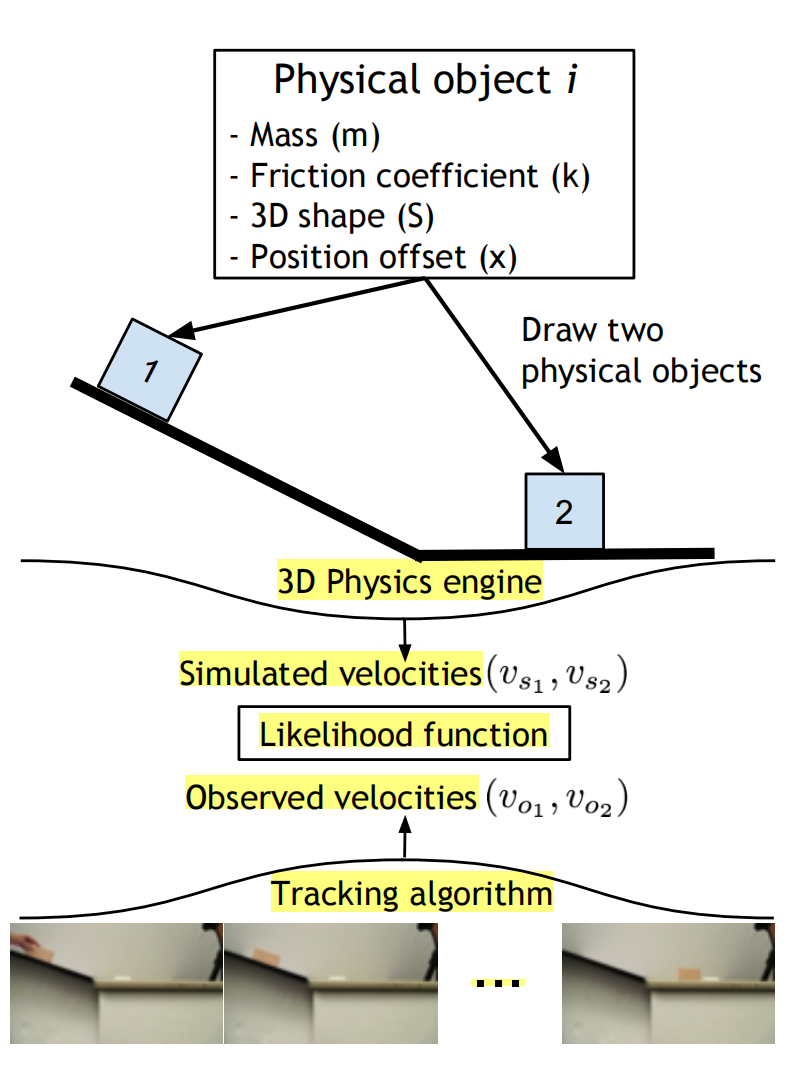 Physical object i
- Mass (m)
- Friction coefficient (k)
- 3D shape (S)
- Position offset (x)
Draw two
physical objects
1
2
3D Physics engine
Simulated velocities (v_{s_1}, v_{s_2})
Likelihood function
Observed velocities (v_{o_1}, v_{o_2})
Tracking algorithm